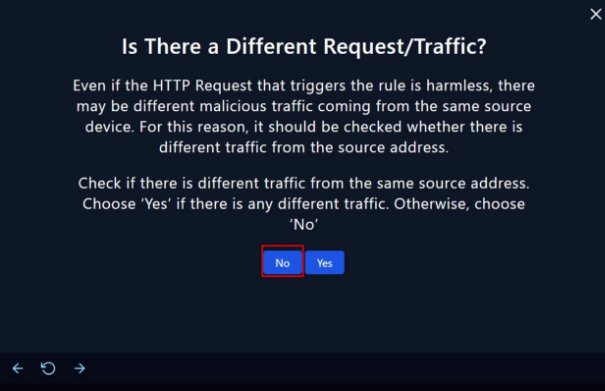 Is There a Different Request/Traffic?
Even if the HTTP Request that triggers the rule is harmless, there
may be different malicious traffic coming from the same source
device. For this reason, it should be checked whether there is
different traffic from the source address.
Check if there is different traffic from the same source address.
Choose ‘Yes’ if there is any different traffic. Otherwise, choose
‘No’
No Yes